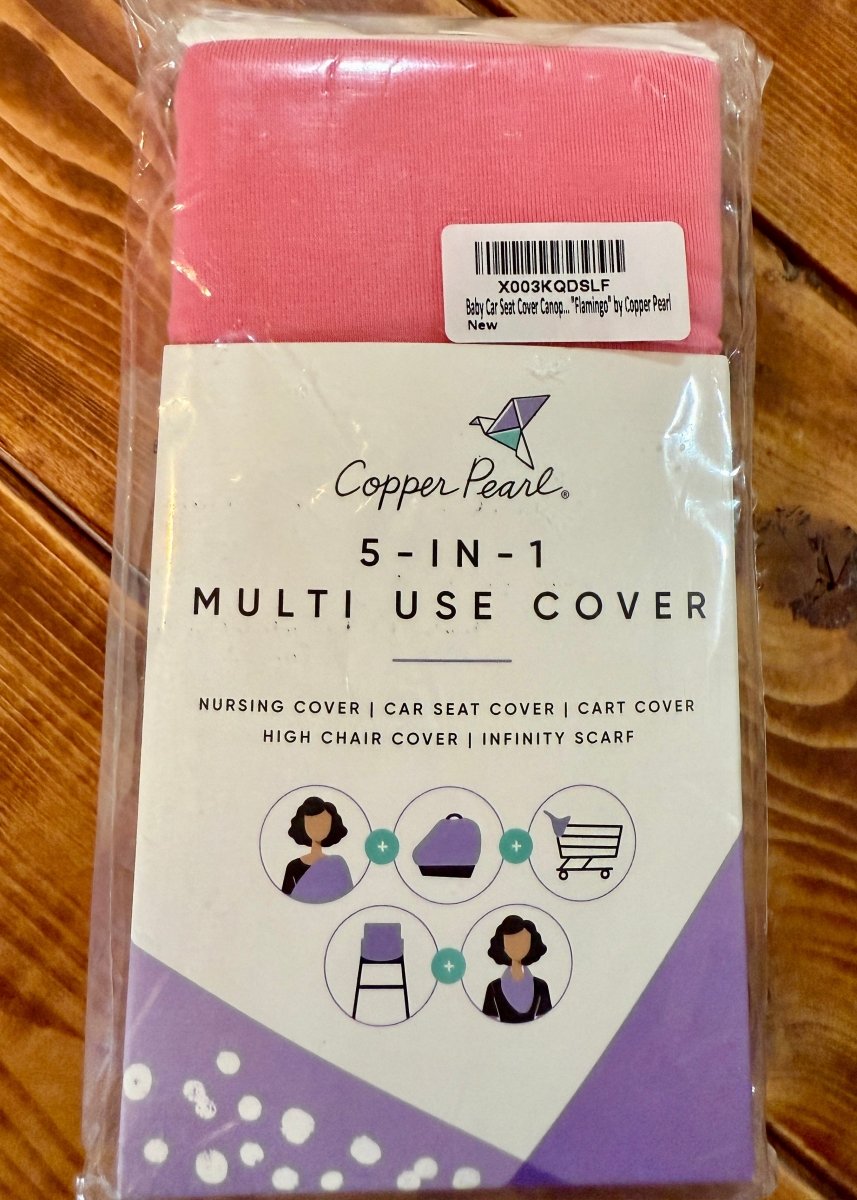 X003KQDSLF
Baby Car Seat Cover Canop... "Flamingo" by Copper Pearl
New
Copper Pearl®
5-IN-1
MULTI USE COVER
NURSING COVER | CAR SEAT COVER | CART COVER
HIGH CHAIR COVER | INFINITY SCARF